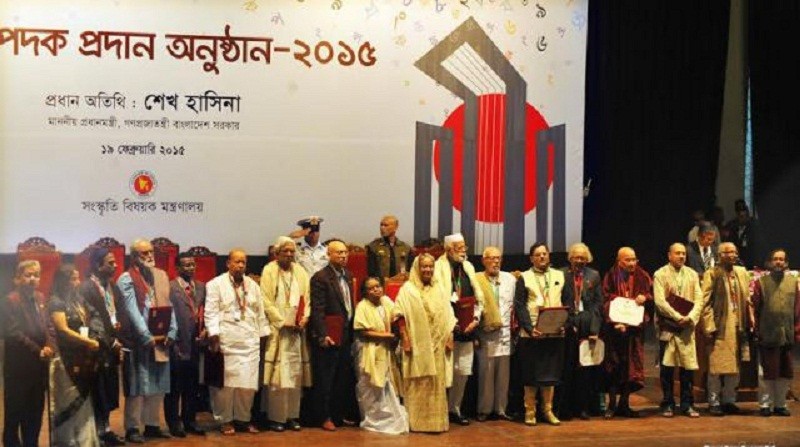 পদক প্রদান অনুষ্ঠান-২০১৫
প্রধান অতিথি : শেখ হাসিনা
মাননীয় প্রধানমন্ত্রী, গণপ্রজাতন্ত্রী বাংলাদেশ সরকার
১৯ ফেব্রুয়ারি ২০১৫
সংস্কৃতি বিষয়ক মন্ত্রণালয়